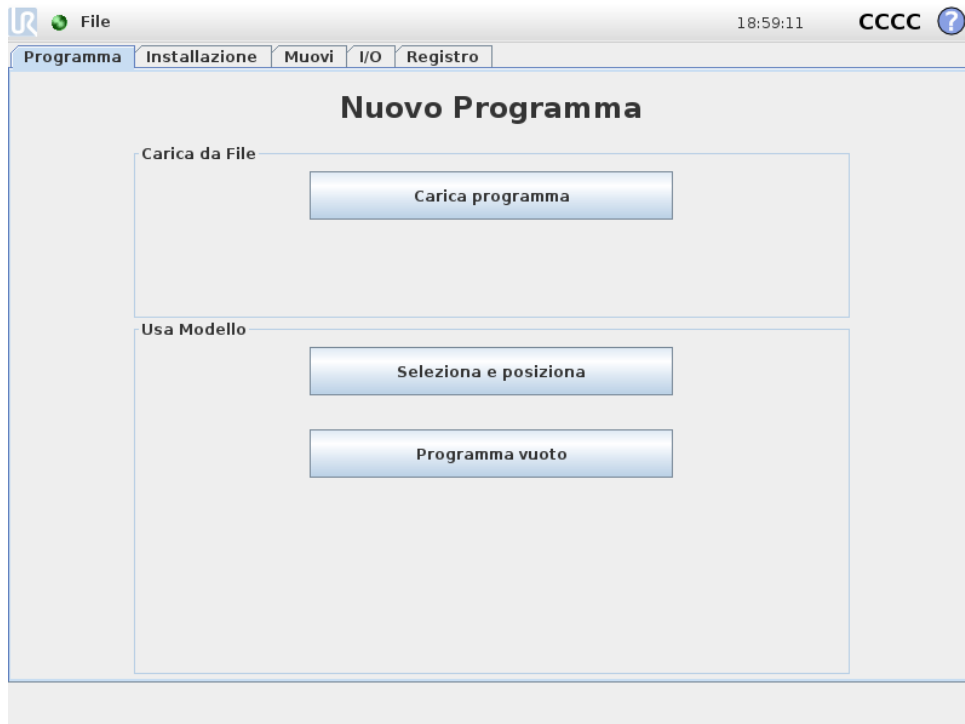 UR File 18:59:11 CCCC ?
Programma Installazione Muovi I/O Registro
Nuovo Programma
Carica da File
Carica programma
Usa Modello
Seleziona e posiziona
Programma vuoto